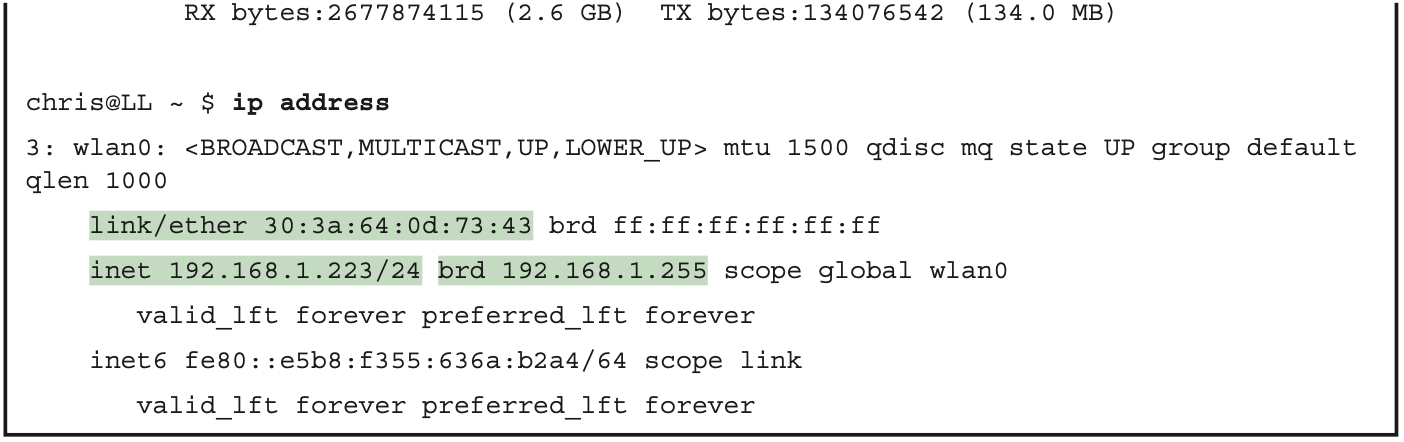 RX bytes:2677874115 (2.6 GB)  TX bytes:134076542 (134.0 MB)
chris@LL ~ $ ip address
3: wlan0: <BROADCAST,MULTICAST,UP,LOWER_UP> mtu 1500 qdisc mq state UP group default
qlen 1000
link/ether 30:3a:64:0d:73:43 brd ff:ff:ff:ff:ff:ff
inet 192.168.1.223/24 brd 192.168.1.255 scope global wlan0
valid_lft forever preferred_lft forever
inet6 fe80::e5b8:f355:636a:b2a4/64 scope link
valid_lft forever preferred_lft forever